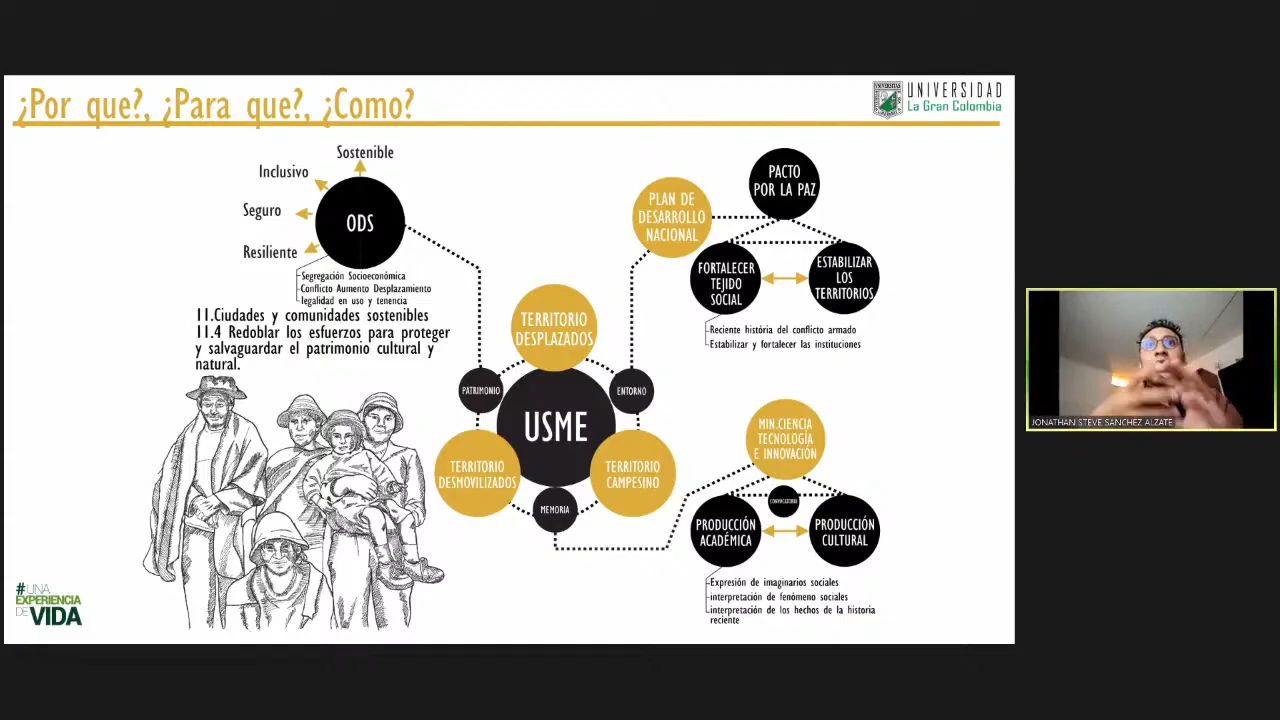 ¿Por que?, ¿Para que?, ¿Como?
UNIVERSIDAD
La Gran Colombia
Sostenible
Inclusivo
Seguro
Resiliente
ODS
Segregación Socioeconómica
Conflicto Aumento Desplazamiento
legalidad en uso y tenencia
11.Ciudades y comunidades sostenibles
11.4 Redoblar los esfuerzos para proteger
y salvaguardar el patrimonio cultural y
natural.
TERRITORIO
DESPLAZADOS
PATRIMONIO
ENTORNO
USME
TERRITORIO
DESMOVILIZADOS
TERRITORIO
CAMPESINO
MEMORIA
PLAN DE
DESARROLLO
NACIONAL
PACTO
POR LA PAZ
FORTALECER
TEJIDO
SOCIAL
ESTABILIZAR
LOS
TERRITORIOS
Reciente história del conflicto armado
Estabilizar y fortalecer las instituciones
MIN.CIENCIA
TECNOLOGÍA
E INNOVACIÓN
CONVOCATORIA
PRODUCCIÓN
ACADÉMICA
PRODUCCIÓN
CULTURAL
Expresión de imaginarios sociales
interpretación de fenómeno sociales
interpretación de los hechos de la historia
reciente
#UNA
EXPERIENCIA
DE VIDA
JONATHAN STEVE SANCHEZ ALZATE